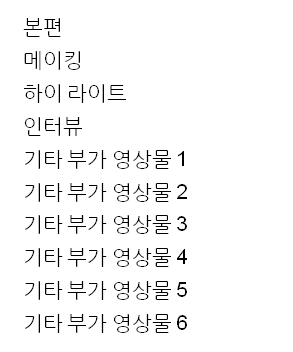 본편
메이킹
하이 라이트
인터뷰
기타 부가 영상물 1
기타 부가 영상물 2
기타 부가 영상물 3
기타 부가 영상물 4
기타 부가 영상물 5
기타 부가 영상물 6